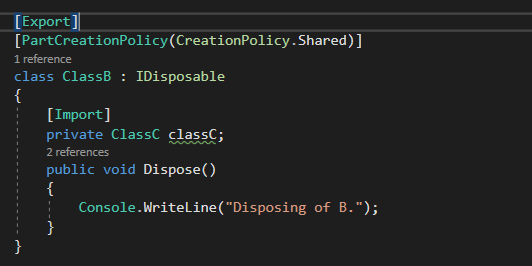 [Export]
[PartCreationPolicy(CreationPolicy.Shared)]
1 reference
class ClassB : IDisposable
{
[Import]
private ClassC classC;
2 references
public void Dispose()
{
Console.WriteLine("Disposing of B.");
}
}